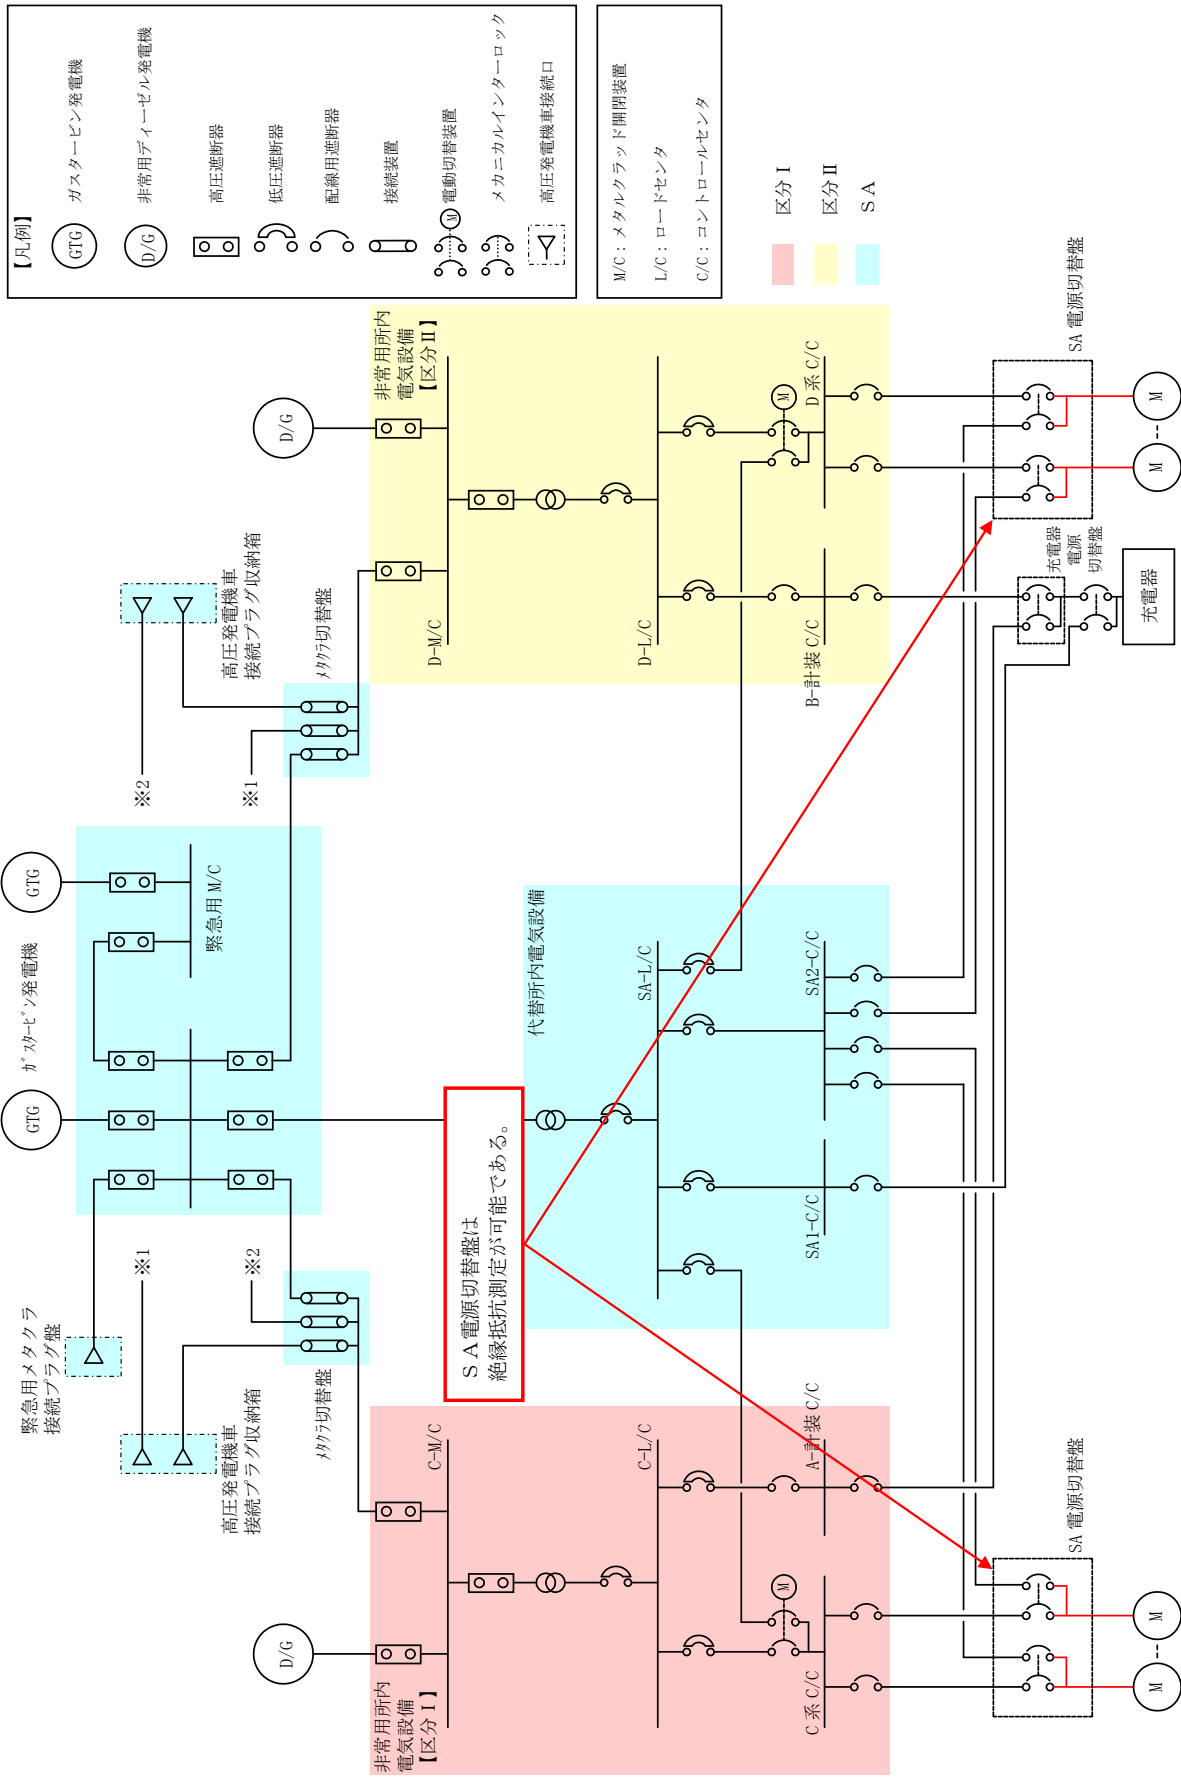 ガスタービン発電機
GTG
GTG
緊急用メタクラ
接続プラグ盤
※1
※2
高圧発電機車
接続プラグ収納箱
ﾒﾀｸﾗ切替盤
緊急用 M/C
※2
※1
高圧発電機車
接続プラグ収納箱
ﾒﾀｸﾗ切替盤
D/G
D/G
非常用所内
電気設備
【区分Ⅰ】
C-M/C
C-L/C
C 系 C/C
A-計装 C/C
M
ＳＡ電源切替盤は
絶縁抵抗測定が可能である。
代替所内電気設備
SA-L/C
SA1-C/C
SA2-C/C
非常用所内
電気設備
【区分Ⅱ】
D-M/C
D-L/C
B-計装 C/C
D 系 C/C
M
SA 電源切替盤
M
M
充電器
電源
切替盤
充電器
SA 電源切替盤
M
M
【凡例】
GTG
ガスタービン発電機
D/G
非常用ディーゼル発電機
高圧遮断器
低圧遮断器
配線用遮断器
接続装置
M
電動切替装置
メカニカルインターロック
高圧発電機車接続口
M/C：メタルクラッド開閉装置
L/C：ロードセンタ
C/C：コントロールセンタ
区分Ⅰ
区分Ⅱ
ＳＡ